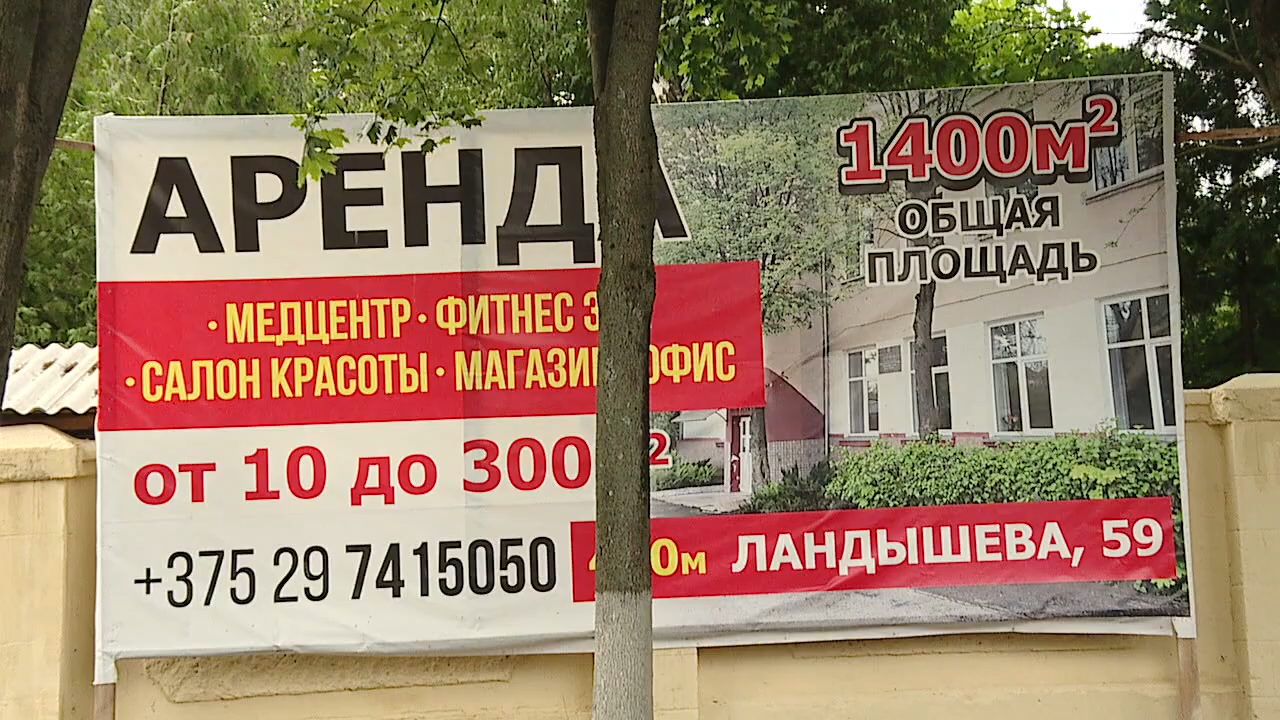 АРЕНДА
1400м²
ОБЩАЯ
ПЛОЩАДЬ
· МЕДЦЕНТР · ФИТНЕС
· САЛОН КРАСОТЫ · МАГАЗИН ОФИС
от 10 до 300
+375 29 7415050
ЛАНДЫШЕВА, 59